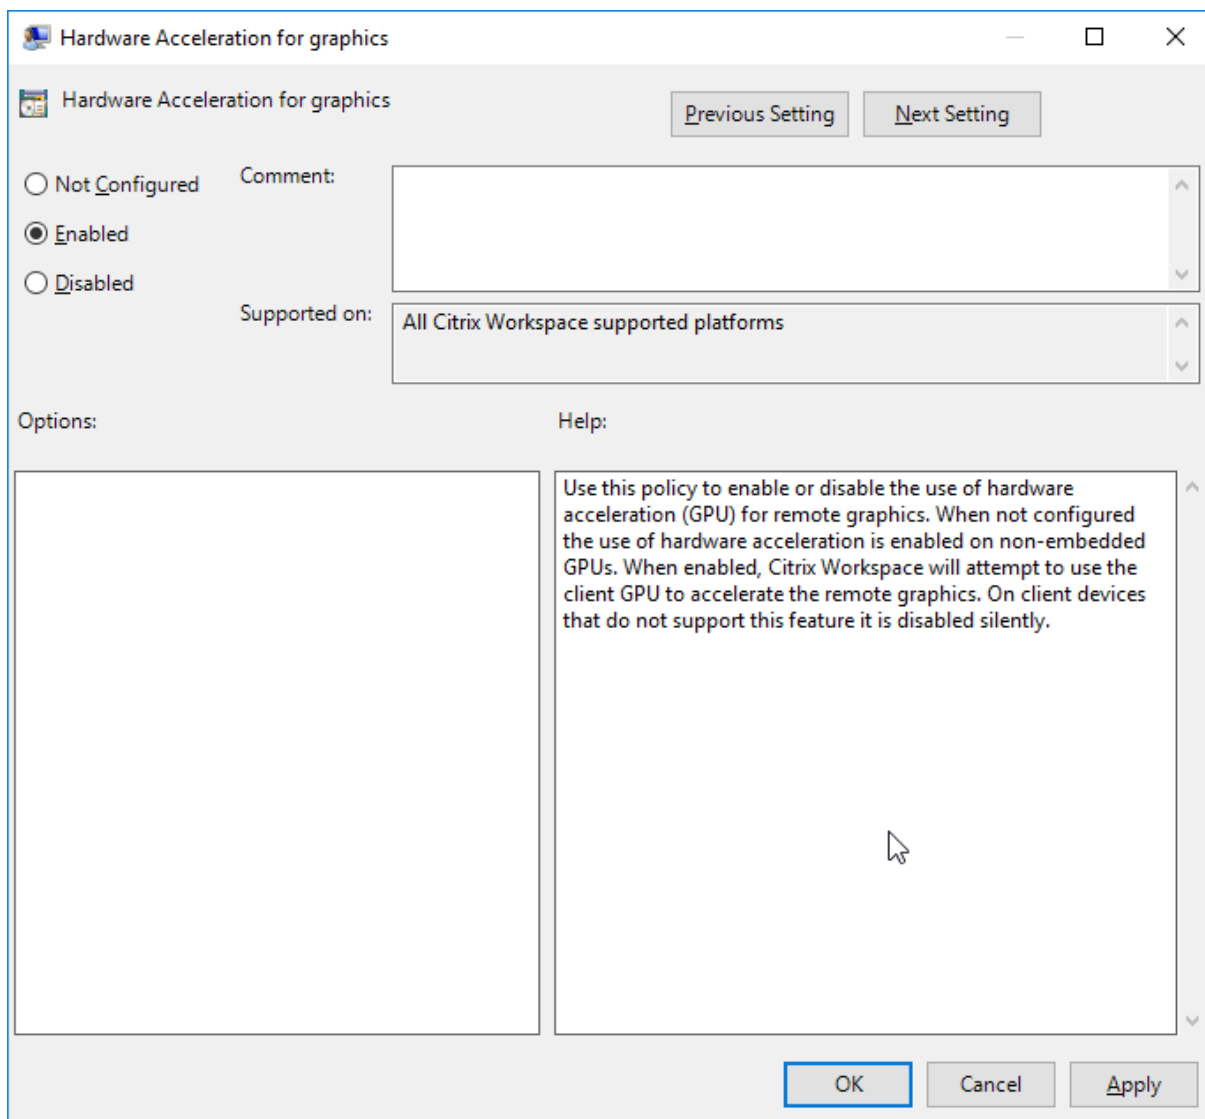 Hardware Acceleration for graphics
Hardware Acceleration for graphics
Previous Setting
Next Setting
Not Configured
Comment:
Enabled
Disabled
Supported on:
All Citrix Workspace supported platforms
Options:
Help:
Use this policy to enable or disable the use of hardware
acceleration (GPU) for remote graphics. When not configured
the use of hardware acceleration is enabled on non-embedded
GPUs. When enabled, Citrix Workspace will attempt to use the
client GPU to accelerate the remote graphics. On client devices
that do not support this feature it is disabled silently.
OK
Cancel
Apply